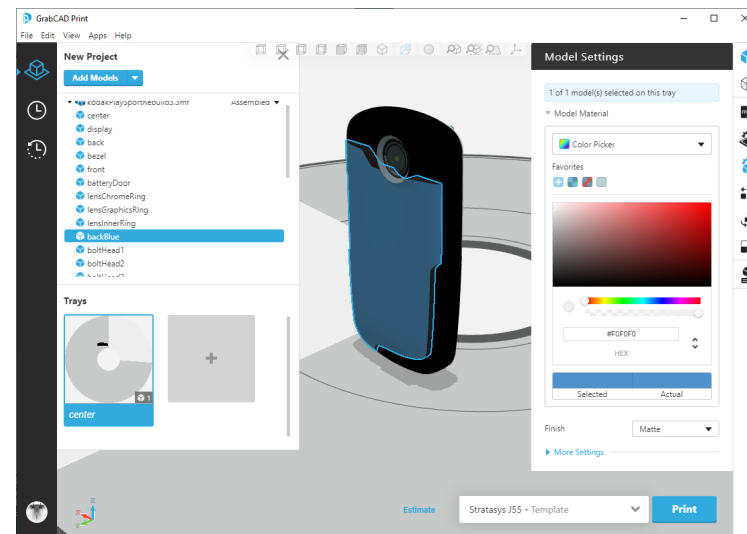 GrabCAD Print
File Edit View Apps Help
New Project
Add Models
kodakPlaySportRebuild3.3mf Assembled
center
display
back
bezel
front
batteryDoor
lensChromeRing
lensGraphicsRIng
lensInnerRing
backBlue
boltHead1
boltHead2
Trays
1
center
Model Settings
1 of 1 model(s) selected on this tray
Model Material
Color Picker
Favorites
#F0F0F0
HEX
Selected Actual
Finish Matte
More Settings
Estimate Stratasys J55 • Template Print